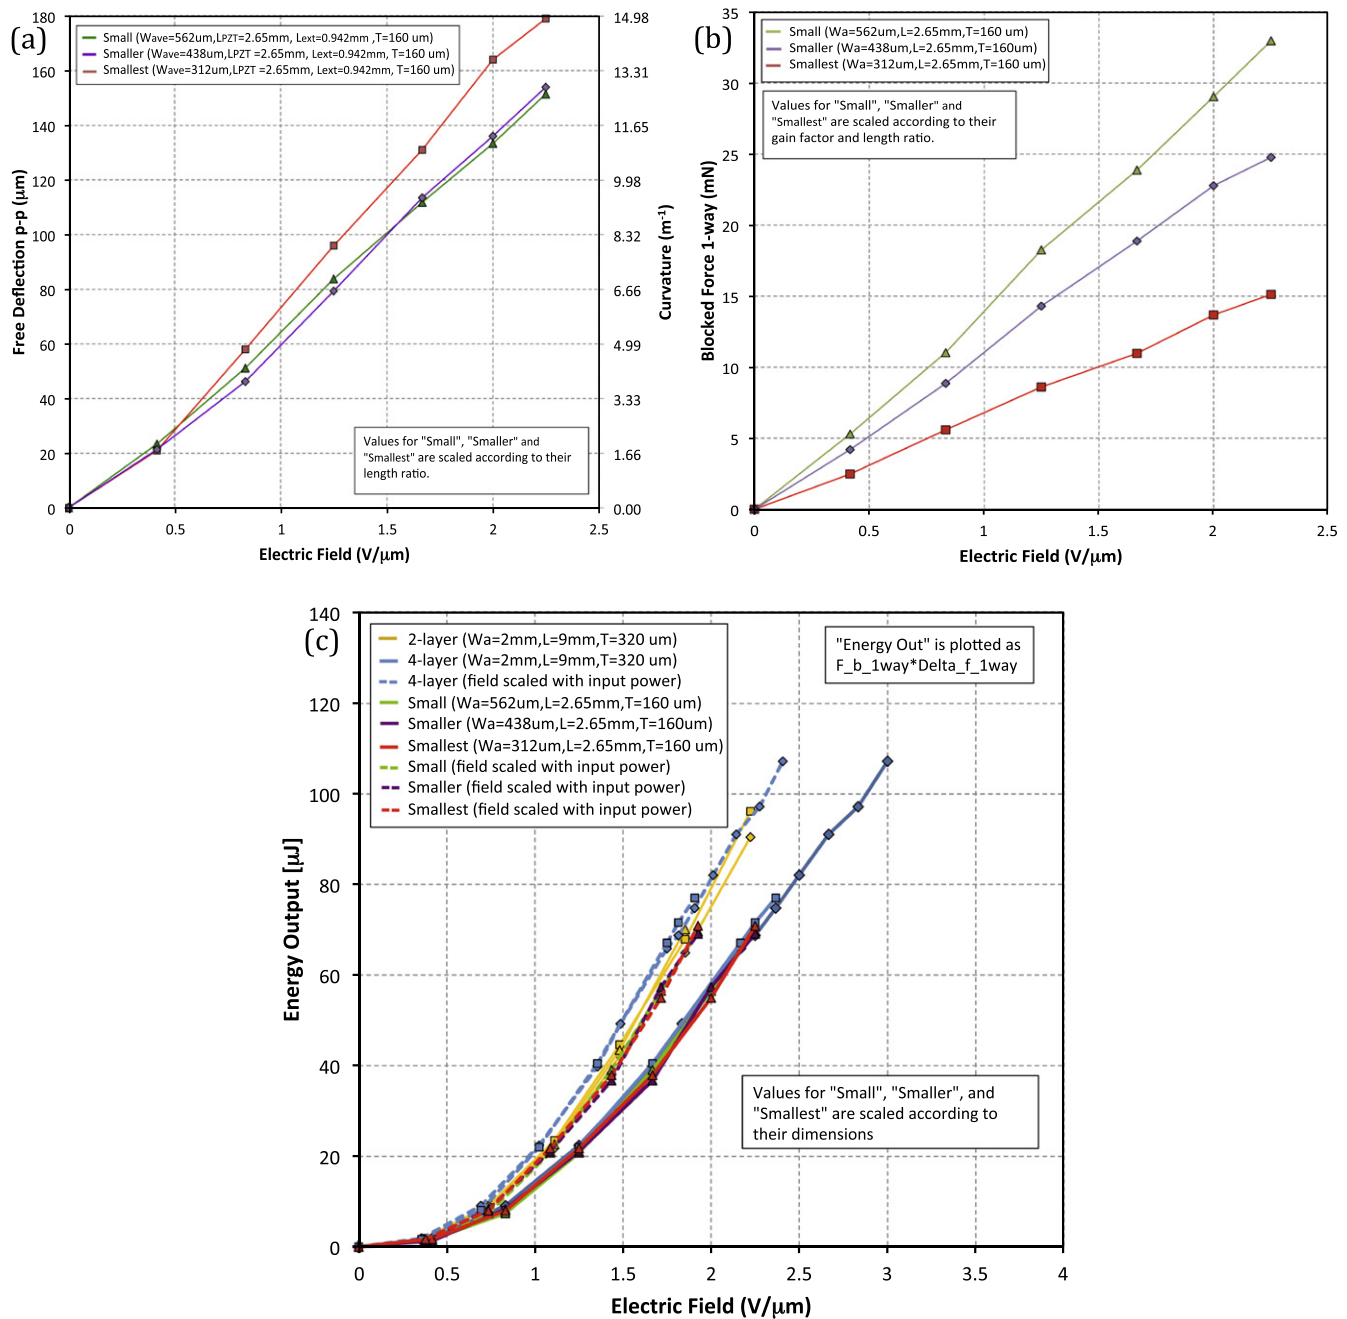 (a)
Small (Wave=562um,LPZT=2.65mm, Lext=0.942mm ,T=160 um)
Smaller (Wave=438um,LPZT =2.65mm, Lext=0.942mm, T=160 um)
Smallest (Wave=312um,LPZT =2.65mm, Lext=0.942mm, T=160 um)
180
160
140
120
100
80
60
40
20
0
Free Deflection p-p (μm)
14.98
13.31
11.65
9.98
8.32
6.66
4.99
3.33
1.66
0.00
Curvature (m-1)
Values for "Small", "Smaller" and
"Smallest" are scaled according to their
length ratio.
0 0.5 1 1.5 2 2.5
Electric Field (V/μm)
(b)
Small (Wa=562um,L=2.65mm,T=160 um)
Smaller (Wa=438um,L=2.65mm,T=160um)
Smallest (Wa=312um,L=2.65mm,T=160 um)
Values for "Small", "Smaller" and
"Smallest" are scaled according to their
gain factor and length ratio.
35
30
25
20
15
10
5
0
Blocked Force 1-way (mN)
0 0.5 1 1.5 2 2.5
Electric Field (V/μm)
(c)
2-layer (Wa=2mm,L=9mm,T=320 um)
4-layer (Wa=2mm,L=9mm,T=320 um)
4-layer (field scaled with input power)
Small (Wa=562um,L=2.65mm,T=160 um)
Smaller (Wa=438um,L=2.65mm,T=160um)
Smallest (Wa=312um,L=2.65mm,T=160 um)
Small (field scaled with input power)
Smaller (field scaled with input power)
Smallest (field scaled with input power)
"Energy Out" is plotted as
F_b_1way*Delta_f_1way
140
120
100
80
60
40
20
0
Energy Output [μJ]
Values for "Small", "Smaller", and
"Smallest" are scaled according to
their dimensions
0 0.5 1 1.5 2 2.5 3 3.5 4
Electric Field (V/μm)